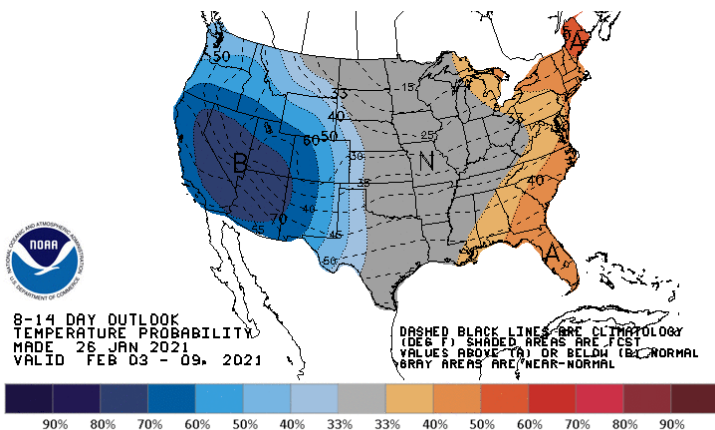 A
50
33
40
60
50
15
25
B
N
30
35
40
70
55
45
50
40
A
NOAA
NATIONAL OCEANIC AND ATMOSPHERIC ADMINISTRATION
U.S. DEPARTMENT OF COMMERCE
8-14 DAY OUTLOOK
TEMPERATURE PROBABILITY
MADE 26 JAN 2021
VALID FEB 03 - 09, 2021
DASHED BLACK LINES ARE CLIMATOLOGY
(DEG F) SHADED AREAS ARE FCST
VALUES ABOVE (A) OR BELOW (B) NORMAL
GRAY AREAS ARE NEAR-NORMAL
90% 80% 70% 60% 50% 40% 33% 33% 33% 40% 50% 60% 70% 80% 90%